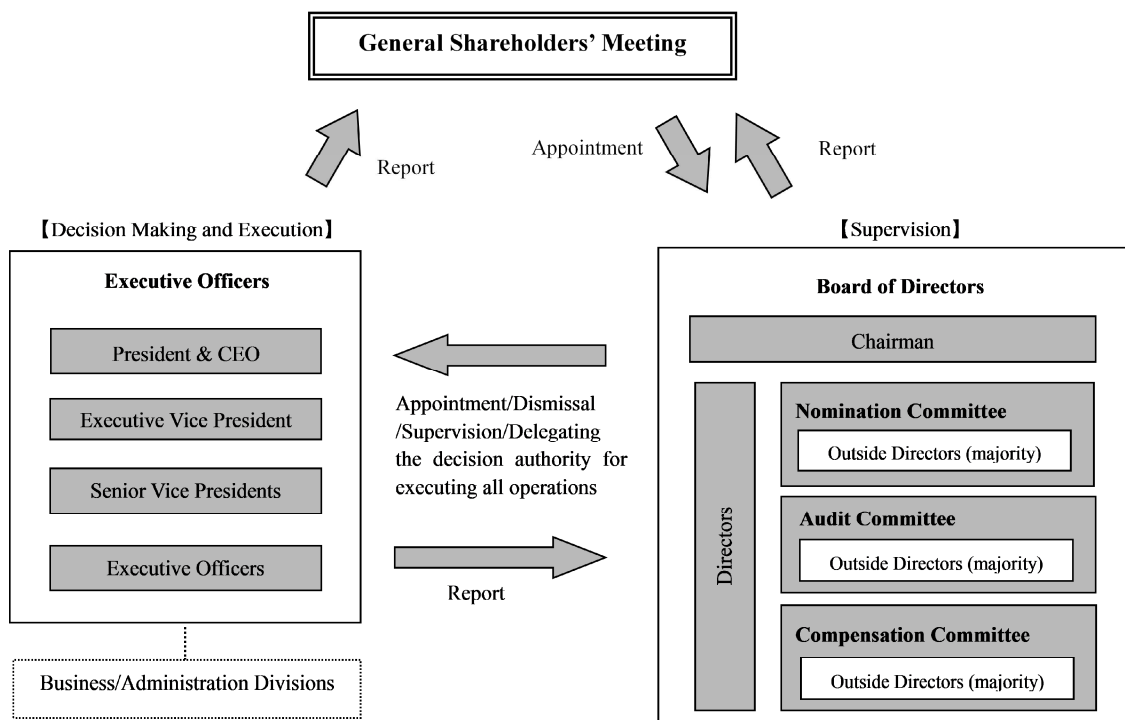 General Shareholders’ Meeting
Report
Appointment
Report
【Decision Making and Execution】
Executive Officers
President & CEO
Executive Vice President
Senior Vice Presidents
Executive Officers
Business/Administration Divisions
Appointment/Dismissal
/Supervision/Delegating
the decision authority for
executing all operations
Report
【Supervision】
Board of Directors
Chairman
Directors
Nomination Committee
Outside Directors (majority)
Audit Committee
Outside Directors (majority)
Compensation Committee
Outside Directors (majority)